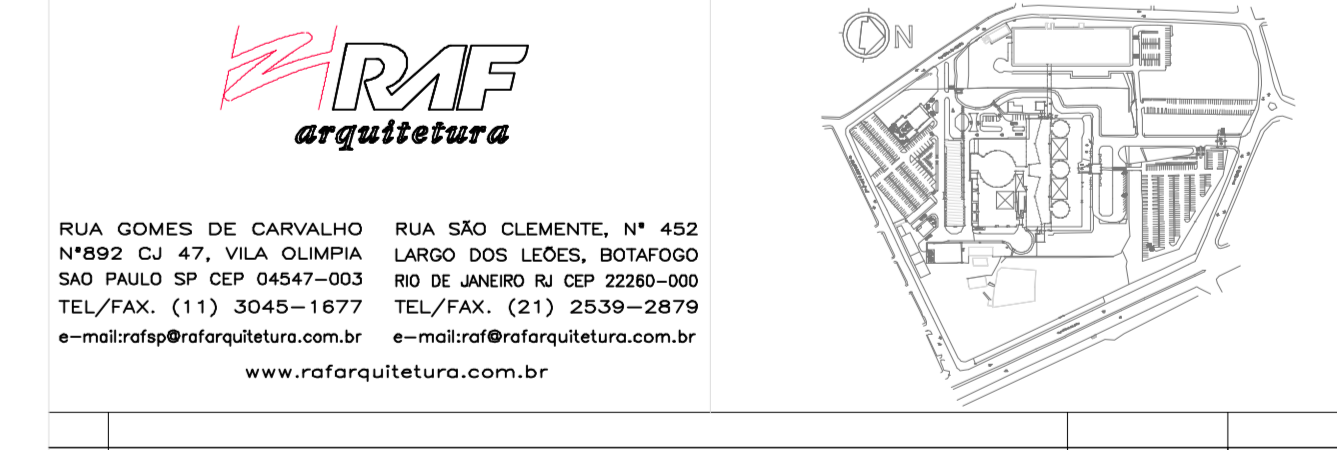 RAF
arquitetura
RUA GOMES DE CARVALHO
N°892 CJ 47, VILA OLIMPIA
SAO PAULO SP CEP 04547-003
TEL/FAX. (11) 3045-1677
e-mail:rafsp@rafarquitetura.com.br
RUA SÃO CLEMENTE, N° 452
LARGO DOS LEÕES, BOTAFOGO
RIO DE JANEIRO RJ CEP 22260-000
TEL/FAX. (21) 2539-2879
e-mail:raf@rafarquitetura.com.br
www.rafarquitetura.com.br
N